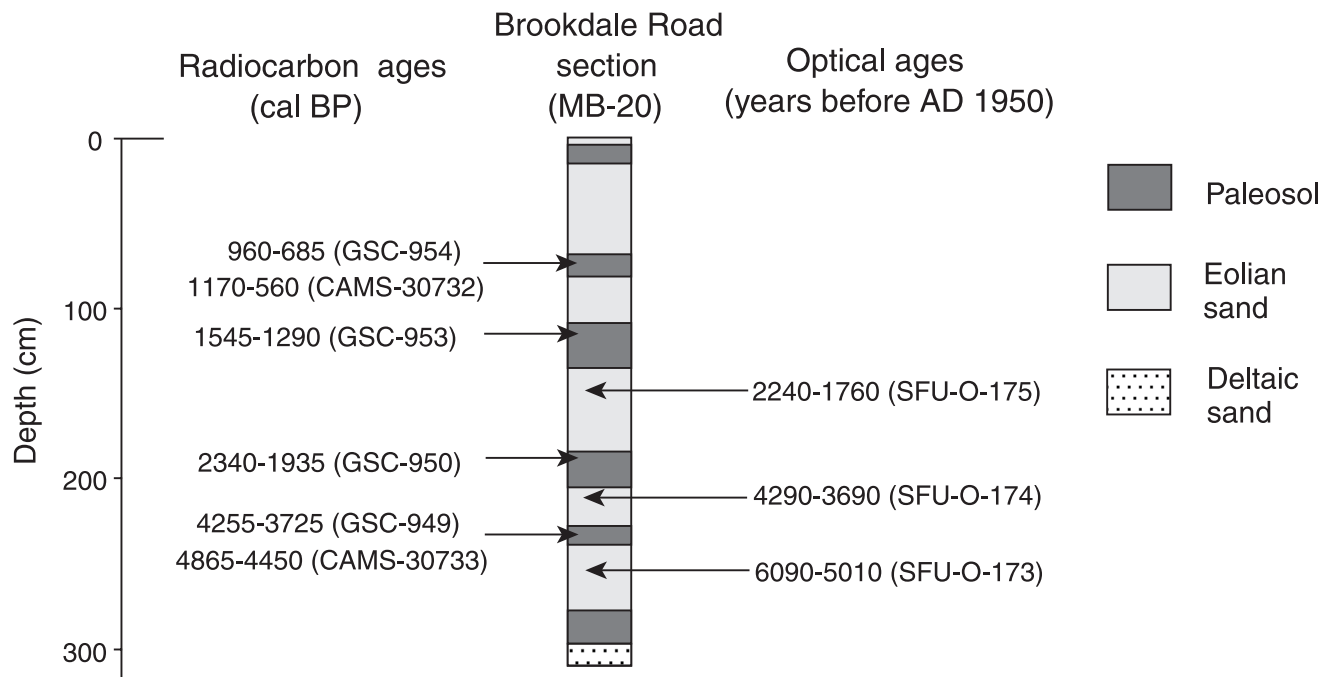 Brookdale Road
section
(MB-20)
Radiocarbon ages
(cal BP)
Optical ages
(years before AD 1950)
0
100
200
300
Depth (cm)
960-685 (GSC-954)
1170-560 (CAMS-30732)
1545-1290 (GSC-953)
2340-1935 (GSC-950)
4255-3725 (GSC-949)
4865-4450 (CAMS-30733)
2240-1760 (SFU-O-175)
4290-3690 (SFU-O-174)
6090-5010 (SFU-O-173)
Paleosol
Eolian
sand
Deltaic
sand